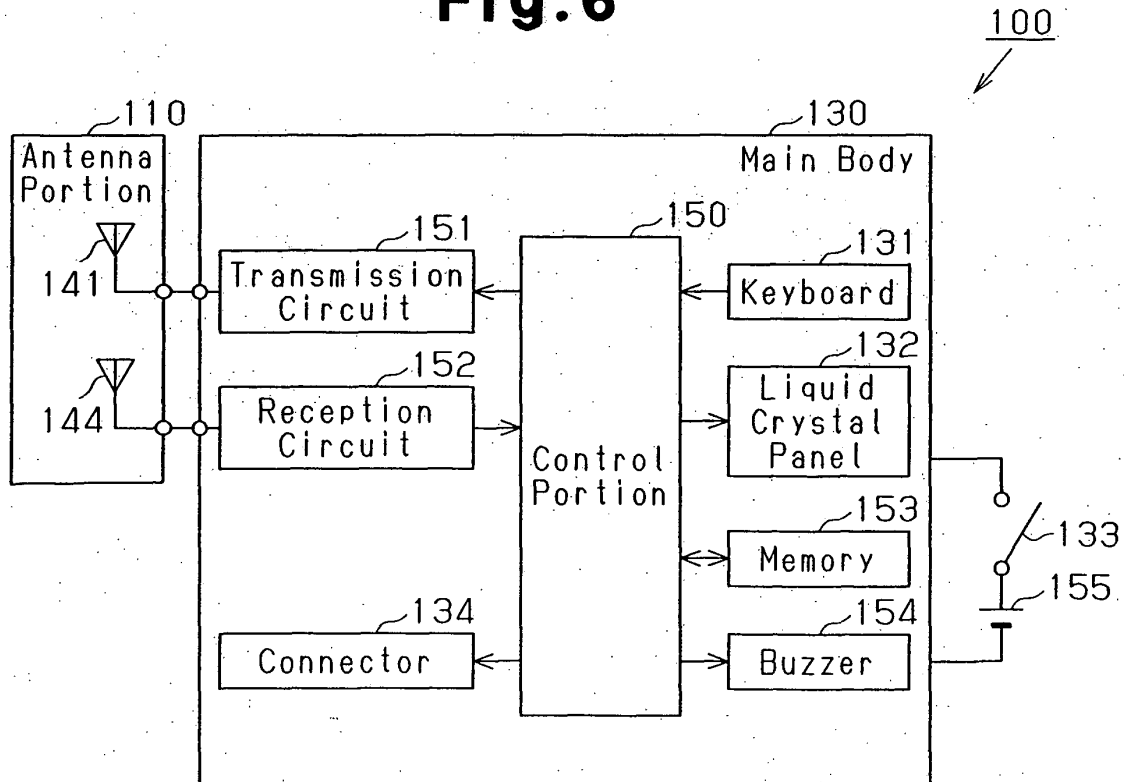 Fig.6
100
110
Antenna
Portion
141
144
130
Main Body
151
Transmission
Circuit
152
Reception
Circuit
134
Connector
150
Control
Portion
131
Keyboard
132
Liquid
Crystal
Panel
153
Memory
154
Buzzer
133
155